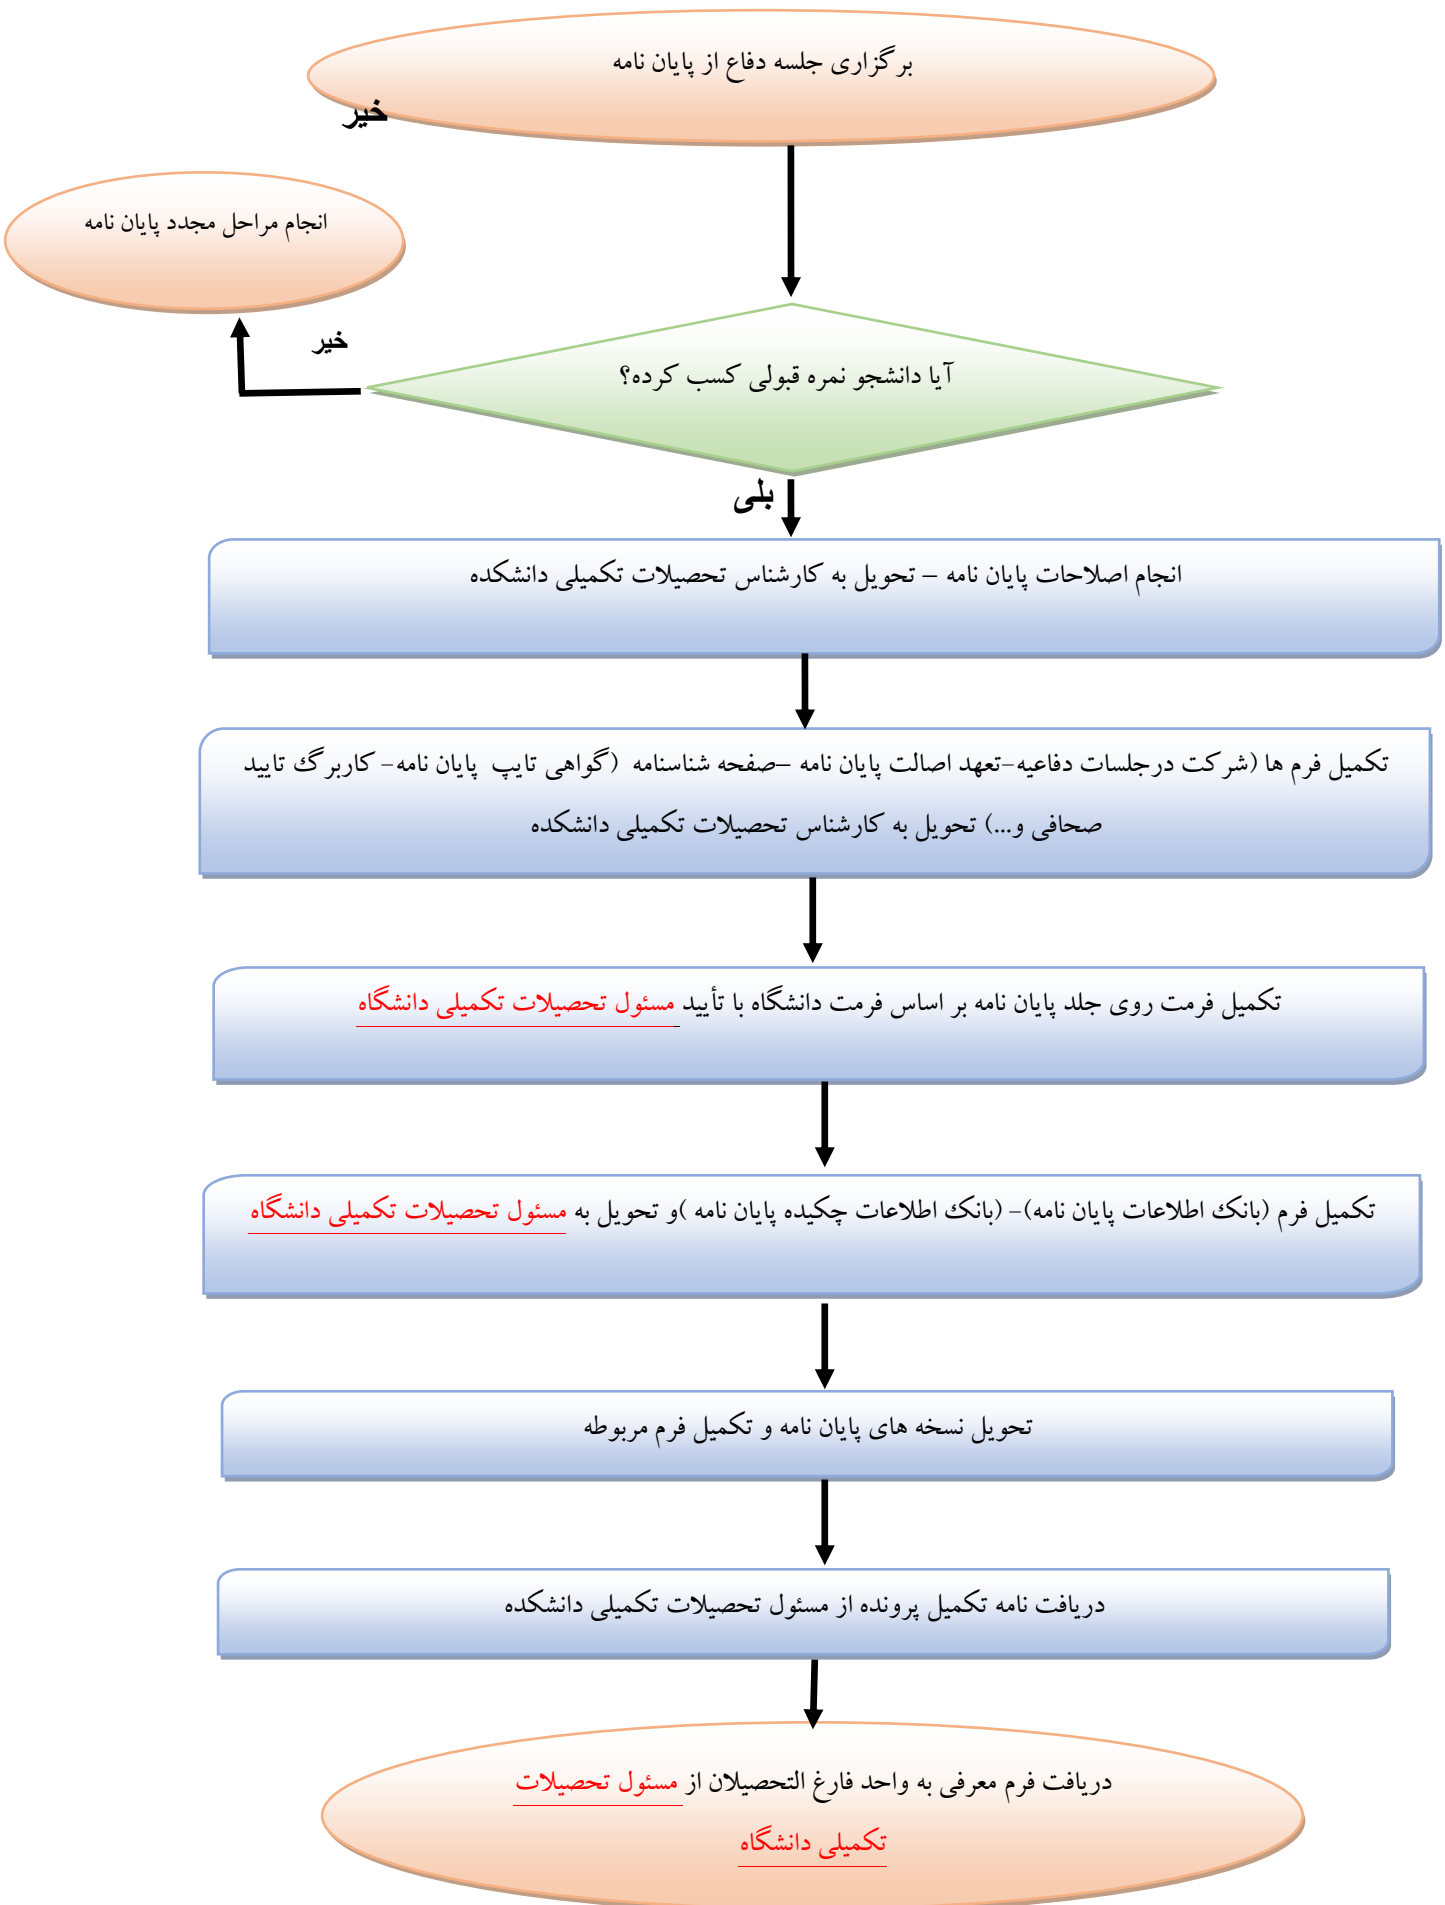 برگزاری جلسه دفاع از پایان نامه
خیر
انجام مراحل مجدد پایان نامه
خیر
آیا دانشجو نمره قبولی کسب کرده؟
بلی
انجام اصلاحات پایان نامه – تحویل به کارشناس تحصیلات تکمیلی دانشکده
تکمیل فرم ها (شرکت درجلسات دفاعیه-تعهد اصالت پایان نامه –صفحه شناسنامه (گواهی تایپ پایان نامه- کاربرگ تایید
صحافی و...) تحویل به کارشناس تحصیلات تکمیلی دانشکده
تکمیل فرمت روی جلد پایان نامه بر اساس فرمت دانشگاه با تأیید مسئول تحصیلات تکمیلی دانشگاه
تکمیل فرم (بانک اطلاعات پایان نامه)- (بانک اطلاعات چکیده پایان نامه )و تحویل به مسئول تحصیلات تکمیلی دانشگاه
تحویل نسخه های پایان نامه و تکمیل فرم مربوطه
دریافت نامه تکمیل پرونده از مسئول تحصیلات تکمیلی دانشکده
دریافت فرم معرفی به واحد فارغ التحصیلان از مسئول تحصیلات
تکمیلی دانشگاه